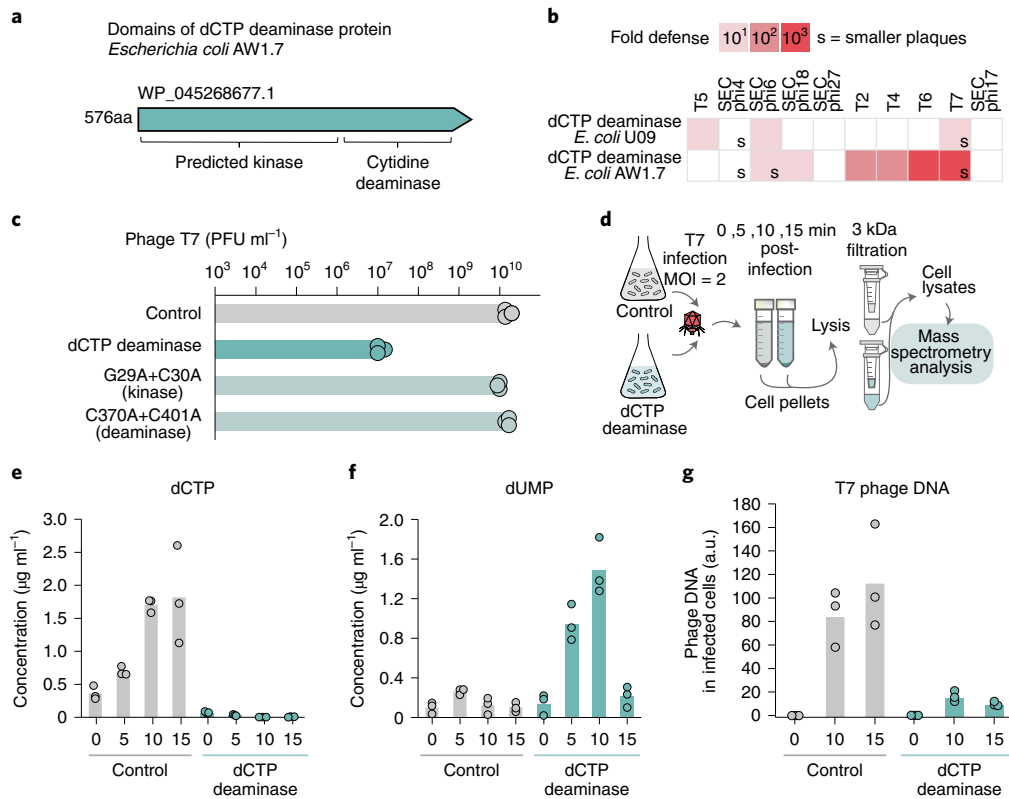 a
Domains of dCTP deaminase protein
Escherichia coli AW1.7
WP_045268677.1
576aa
Predicted kinase
Cytidine
deaminase
b
Fold defense
10¹ 10² 10³
s = smaller plaques
T5
SEC
phi4
SEC
phi6
SEC
phi18
SEC
phi27
T2
T4
T6
T7
SEC
phi17
dCTP deaminase
E. coli U09
s
s
dCTP deaminase
E. coli AW1.7
s
s
s
c
Phage T7 (PFU ml⁻¹)
10³ 10⁴ 10⁵ 10⁶ 10⁷ 10⁸ 10⁹ 10¹⁰
Control
dCTP deaminase
G29A+C30A
(kinase)
C370A+C401A
(deaminase)
d
Control
dCTP
deaminase
T7
infection
MOI = 2
0 ,5 ,10 ,15 min
post-
infection
Cell pellets
Lysis
3 kDa
filtration
Cell
lysates
Mass
spectrometry
analysis
e
dCTP
Concentration (μg ml⁻¹)
3.0
2.5
2.0
1.5
1.0
0.5
0
0 5 10 15 0 5 10 15
Control
dCTP
deaminase
f
dUMP
Concentration (μg ml⁻¹)
2.0
1.6
1.2
0.8
0.4
0
0 5 10 15 0 5 10 15
Control
dCTP
deaminase
g
T7 phage DNA
Phage DNA
in infected cells (a.u.)
180
160
140
120
100
80
60
40
20
0
0 10 15 0 10 15
Control
dCTP
deaminase